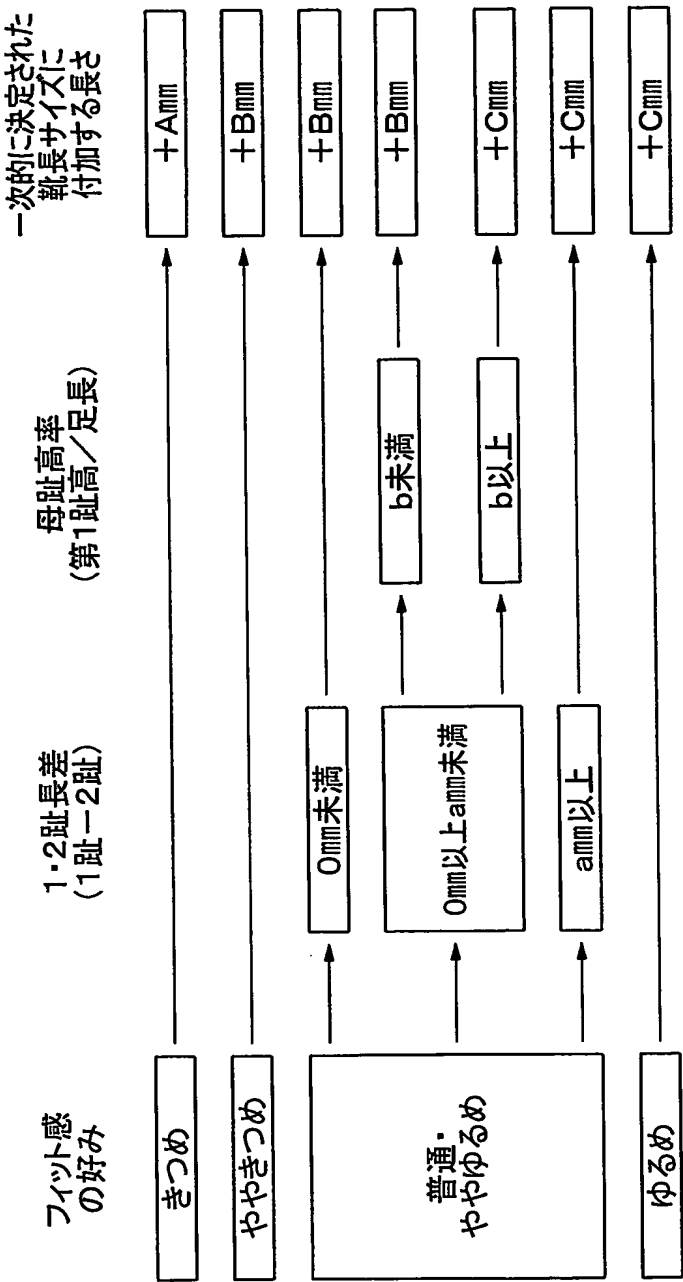 フィット感
の好み
1・2趾長差
(1趾ー2趾)
母趾高率
(第1趾高／足長)
一次的に決定された
靴長サイズに
付加する長さ
きつめ
+Amm
ややきつめ
+Bmm
普通・
ややゆるめ
0mm未満
+Bmm
0mm以上amm未満
b未満
+Bmm
b以上
+Cmm
amm以上
+Cmm
ゆるめ
+Cmm